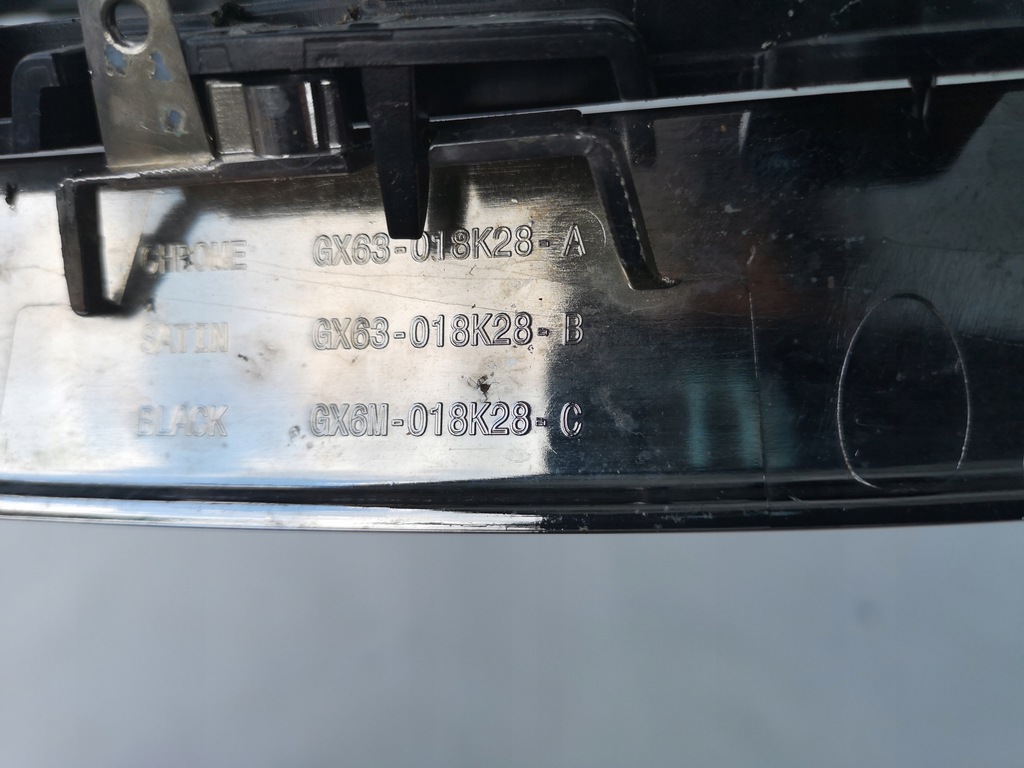 CHROME GX63-018K28-A
SATIN GX63-018K28-B
BLACK GX6M-018K28-C